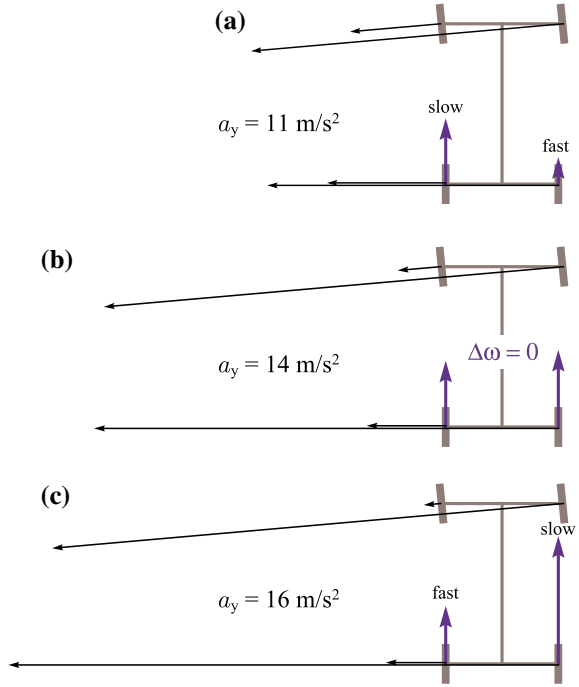 (a)
slow
a_y = 11 m/s²
fast
(b)
Δω = 0
a_y = 14 m/s²
(c)
slow
fast
a_y = 16 m/s²